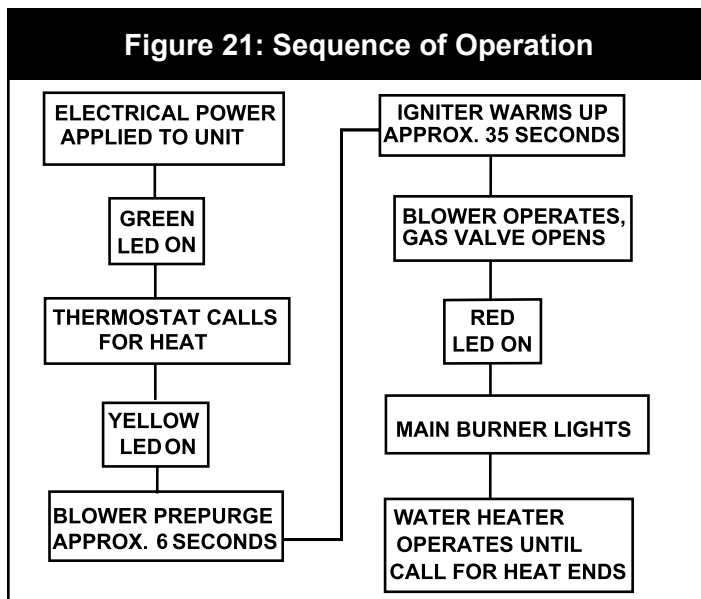 Figure 21: Sequence of Operation
ELECTRICAL POWER
APPLIED TO UNIT
GREEN
LED ON
THERMOSTAT CALLS
FOR HEAT
YELLOW
LED ON
BLOWER PREPURGE
APPROX. 6 SECONDS
IGNITER WARMS UP
APPROX. 35 SECONDS
BLOWER OPERATES,
GAS VALVE OPENS
RED
LED ON
MAIN BURNER LIGHTS
WATER HEATER
OPERATES UNTIL
CALL FOR HEAT ENDS